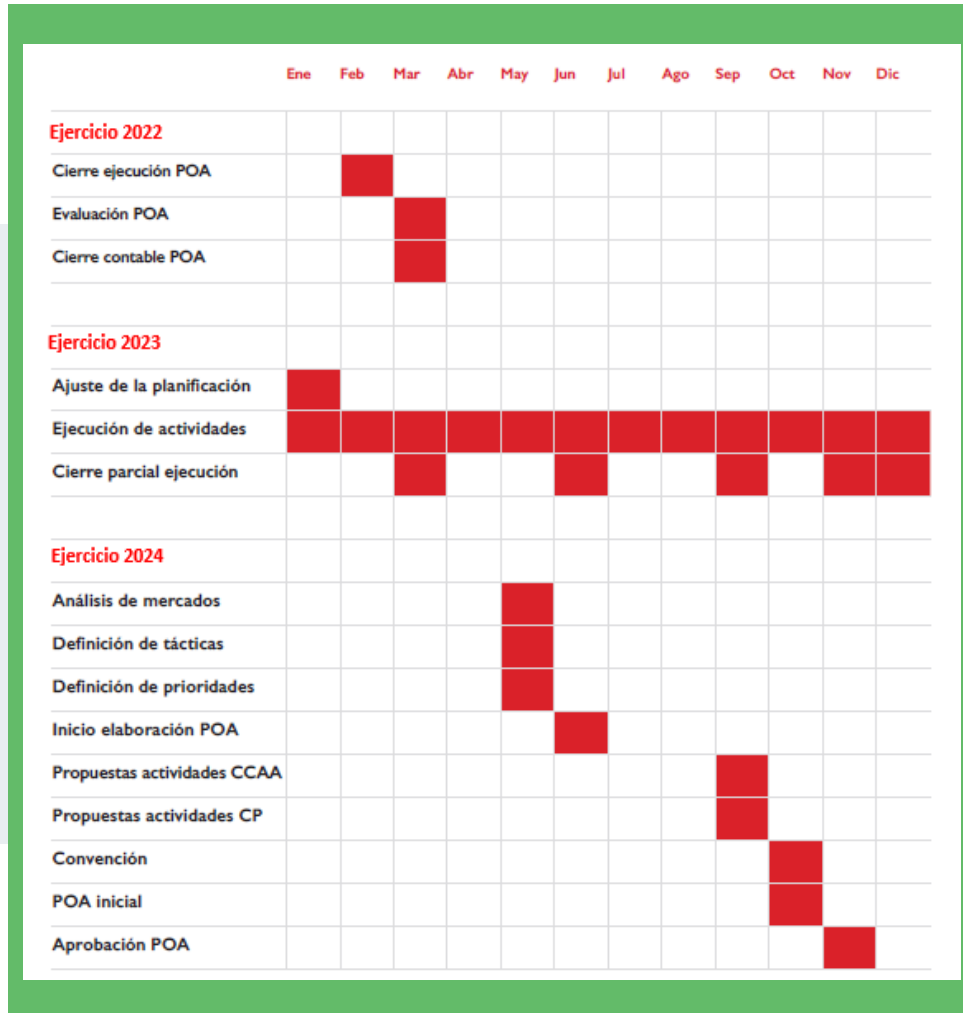 Ene Feb Mar Abr May Jun Jul Ago Sep Oct Nov Dic
Ejercicio 2022
Cierre ejecución POA
Evaluación POA
Cierre contable POA
Ejercicio 2023
Ajuste de la planificación
Ejecución de actividades
Cierre parcial ejecución
Ejercicio 2024
Análisis de mercados
Definición de tácticas
Definición de prioridades
Inicio elaboración POA
Propuestas actividades CCAA
Propuestas actividades CP
Convención
POA inicial
Aprobación POA